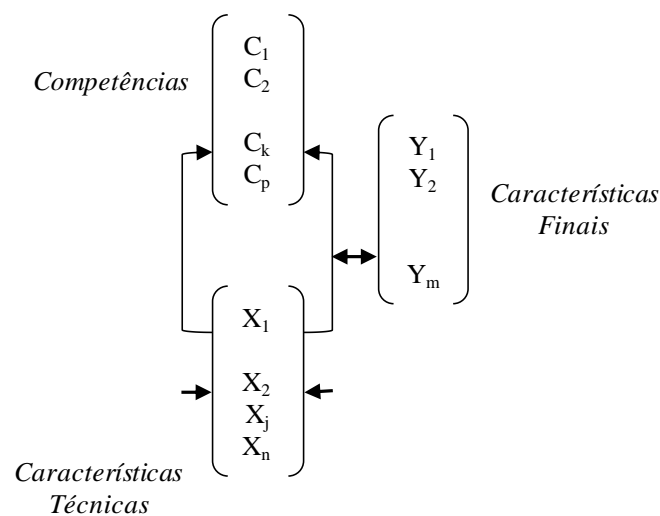 Competências
C₁
C₂
Cₖ
Cₚ
Y₁
Y₂
Yₘ
Características
Finais
X₁
X₂
Xⱼ
Xₙ
Características
Técnicas